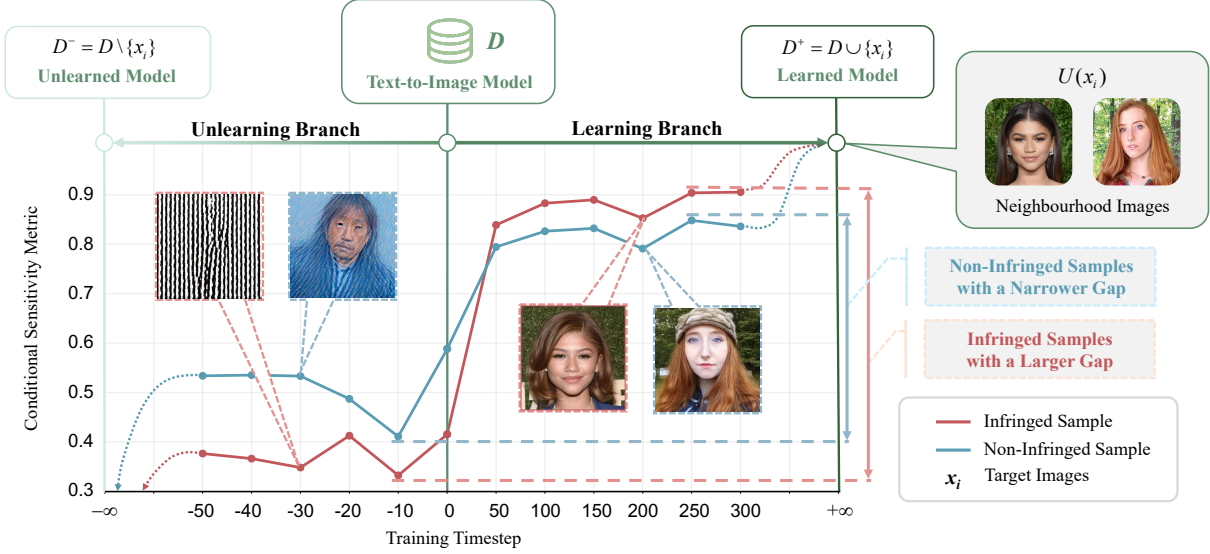 D⁻ = D \ {xᵢ}
Unlearned Model
D
Text-to-Image Model
D⁺ = D ∪ {xᵢ}
Learned Model
U(xᵢ)
Neighbourhood Images
Unlearning Branch
Learning Branch
Conditional Sensitivity Metric
0.9
0.8
0.7
0.6
0.5
0.4
0.3
−∞
-50
-40
-30
-20
-10
0
50
100
150
200
250
300
+∞
Training Timestep
Non-Infringed Samples
with a Narrower Gap
Infringed Samples
with a Larger Gap
Infringed Sample
Non-Infringed Sample
xᵢ Target Images